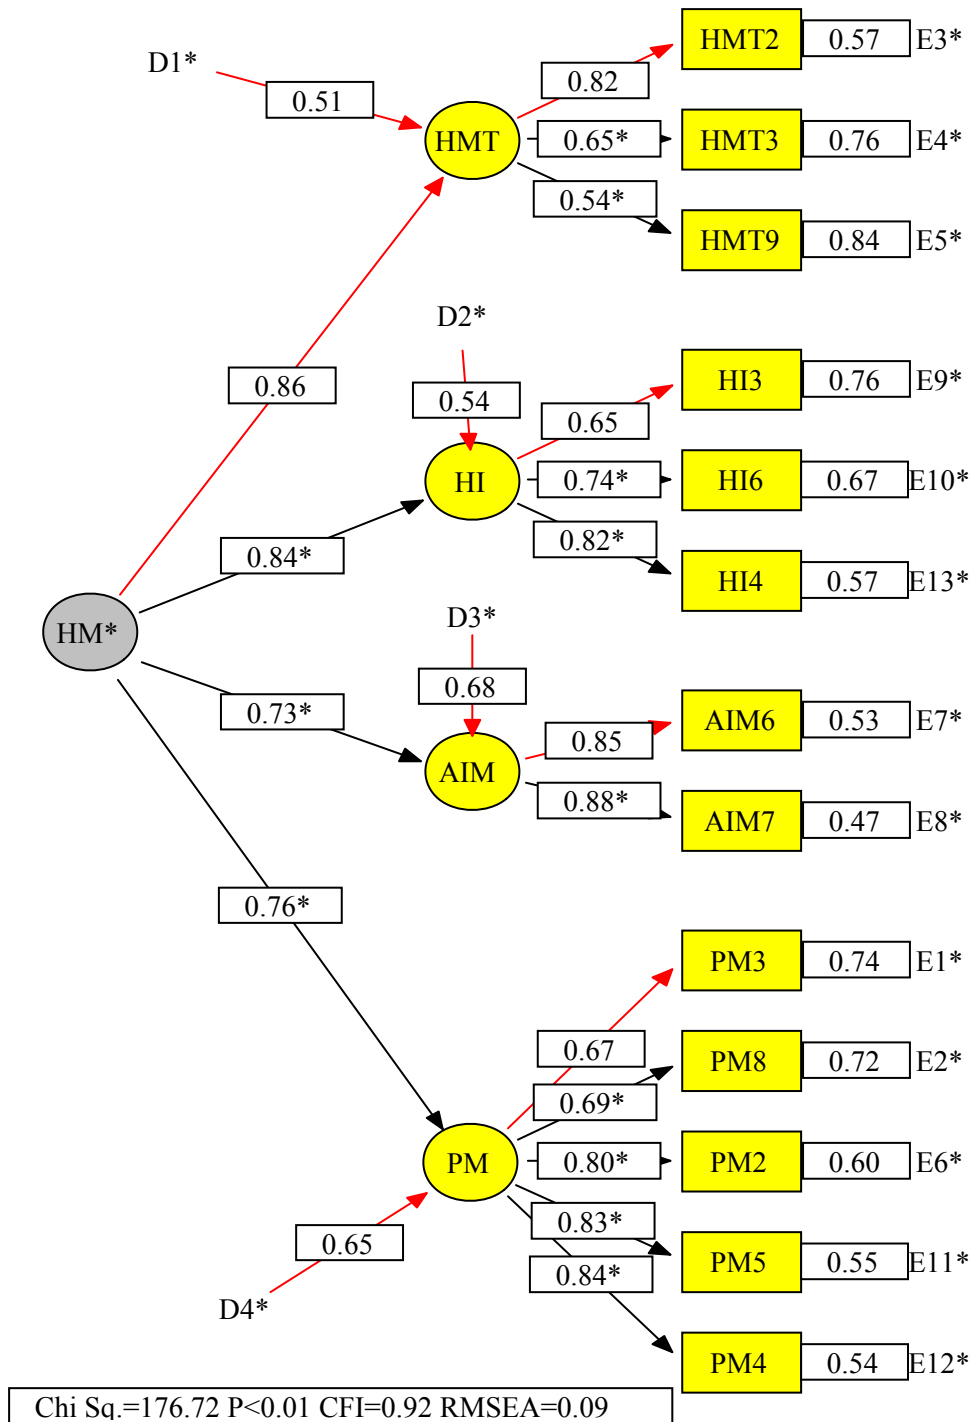 HMT2 0.57 E3*
D1*
0.82
0.51
HMT 0.65* HMT3 0.76 E4*
0.54*
HMT9 0.84 E5*
D2*
0.86
HI3 0.76 E9*
0.54
0.65
HI 0.74* HI6 0.67 E10*
0.84*
0.82*
HI4 0.57 E13*
D3*
HM*
0.68
0.73*
AIM6 0.53 E7*
0.85
AIM
0.88*
AIM7 0.47 E8*
0.76*
PM3 0.74 E1*
0.67
PM8 0.72 E2*
0.69*
PM 0.80* PM2 0.60 E6*
0.83*
0.65
PM5 0.55 E11*
0.84*
D4*
PM4 0.54 E12*
Chi Sq.=176.72 P<0.01 CFI=0.92 RMSEA=0.09